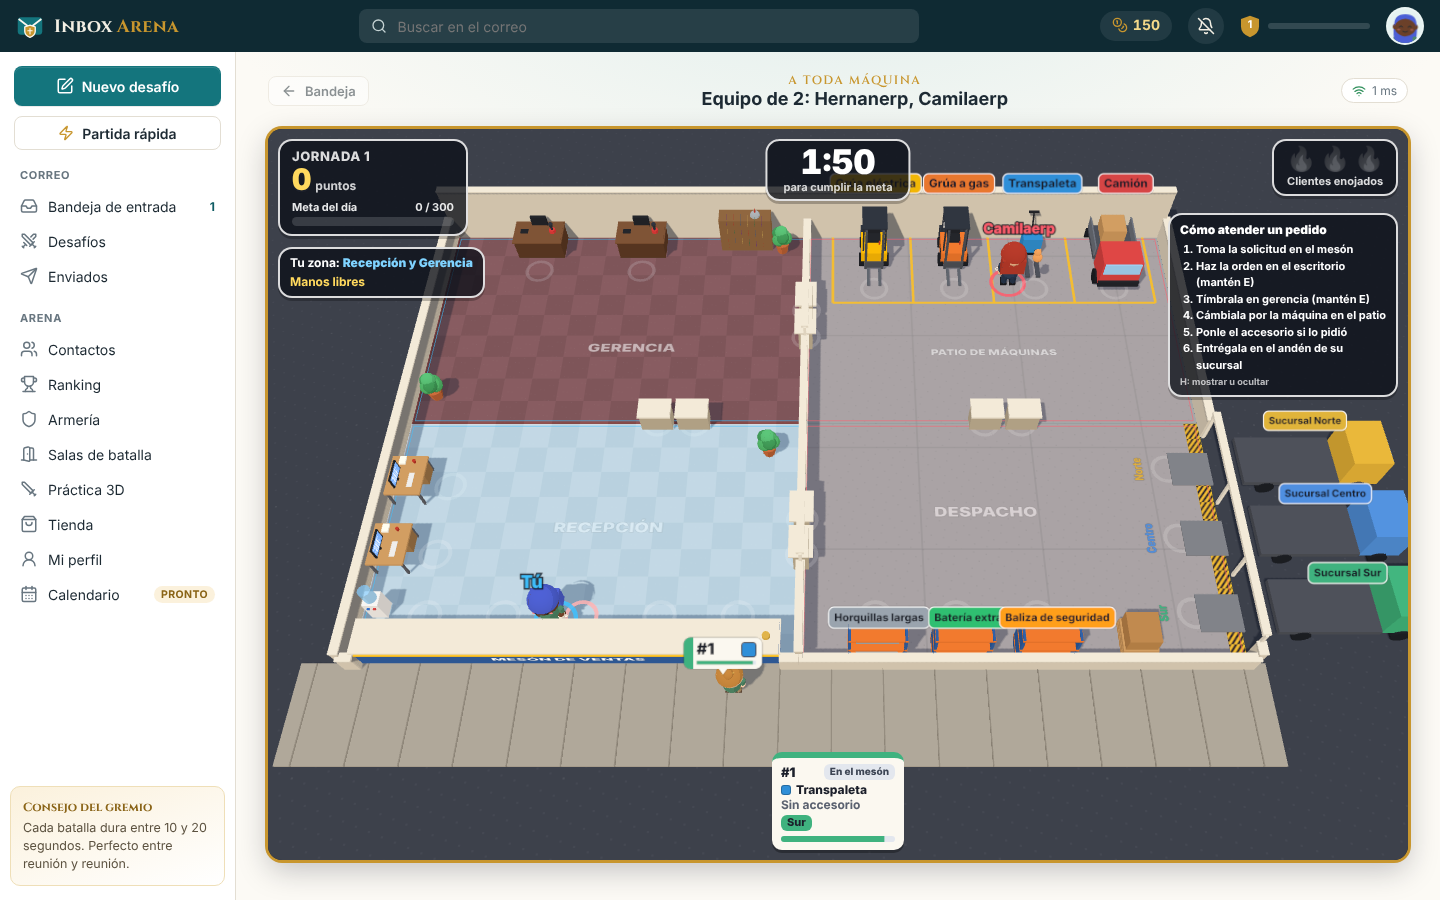 INBOX ARENA
Buscar en el correo
150
1
Nuevo desafío
Partida rápida
CORREO
Bandeja de entrada 1
Desafíos
Enviados
ARENA
Contactos
Ranking
Armería
Salas de batalla
Práctica 3D
Tienda
Mi perfil
Calendario PRONTO
CONSEJO DEL GREMIO
Cada batalla dura entre 10 y 20
segundos. Perfecto entre
reunión y reunión.
Bandeja
A TODA MÁQUINA
Equipo de 2: Hernanerp, Camilaerp
1 ms
JORNADA 1
0 puntos
Meta del día 0 / 300
Tu zona: Recepción y Gerencia
Manos libres
1:50
para cumplir la meta
Grúa a gas
Transpaleta
Camión
Clientes enojados
Camilaerp
Cómo atender un pedido
1. Toma la solicitud en el mesón
2. Haz la orden en el escritorio
(mantén E)
3. Tímbrala en gerencia (mantén E)
4. Cámbiala por la máquina en el patio
5. Ponle el accesorio si lo pidió
6. Entrégala en el andén de su
sucursal
H: mostrar u ocultar
GERENCIA
PATIO DE MÁQUINAS
RECEPCIÓN
DESPACHO
Norte
Centro
Sucursal Norte
Sucursal Centro
Sucursal Sur
Tú
Horquillas largas
Batería extra
Baliza de seguridad
MESÓN DE VENTAS
#1
#1 En el mesón
Transpaleta
Sin accesorio
Sur